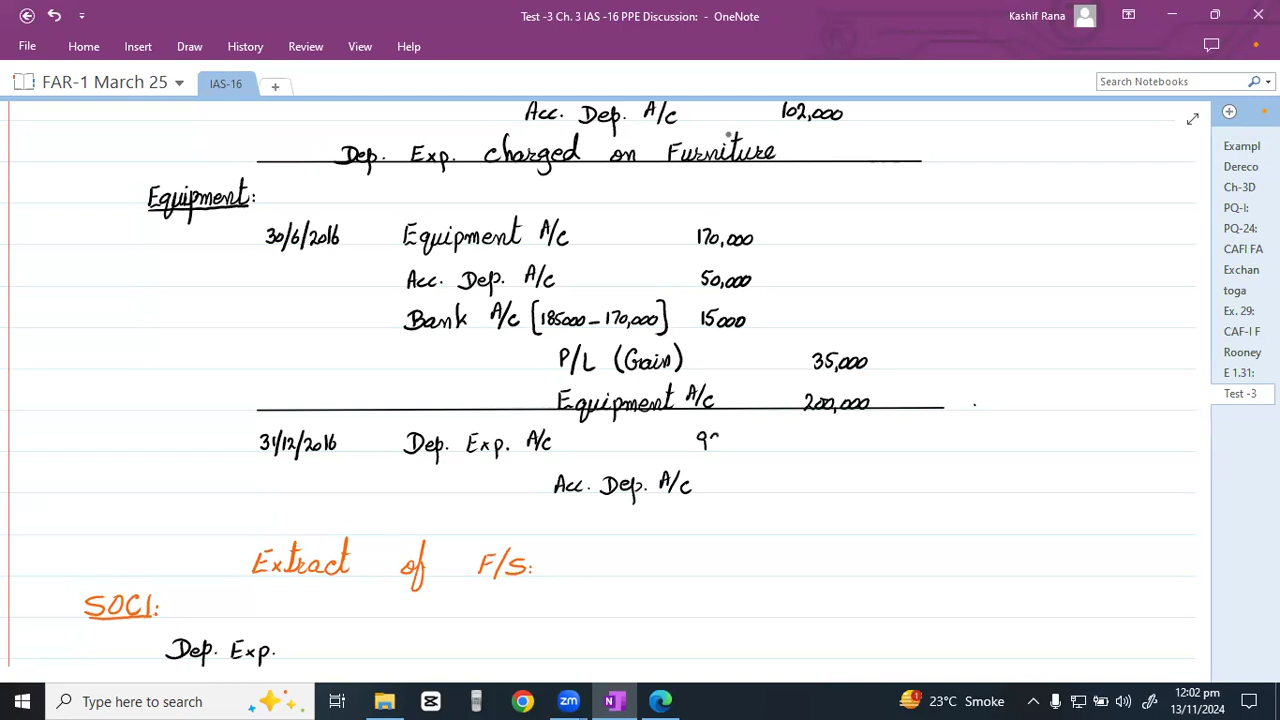 Test -3 Ch. 3 IAS -16 PPE Discussion: - OneNote
Kashif Rana
File Home Insert Draw History Review View Help
FAR-1 March 25
IAS-16
Search Notebooks
Acc. Dep. A/c 102,000
Dep. Exp. charged on Furniture
Equipment:
30/6/2016 Equipment A/c 170,000
Acc. Dep. A/c 50,000
Bank A/c [185000 - 170,000] 15000
P/L (Gain) 35,000
Equipment A/c 200,000
31/12/2016 Dep. Exp. A/c 9
Acc. Dep. A/c
Extract of F/S:
SOCI:
Dep. Exp.
Exampl
Dereco
Ch-3D
PQ-I:
PQ-24:
CAFI FA
Exchan
toga
Ex. 29:
CAF-I F
Rooney
E 1.31:
Test -3
Type here to search
23°C Smoke
12:02 pm
13/11/2024